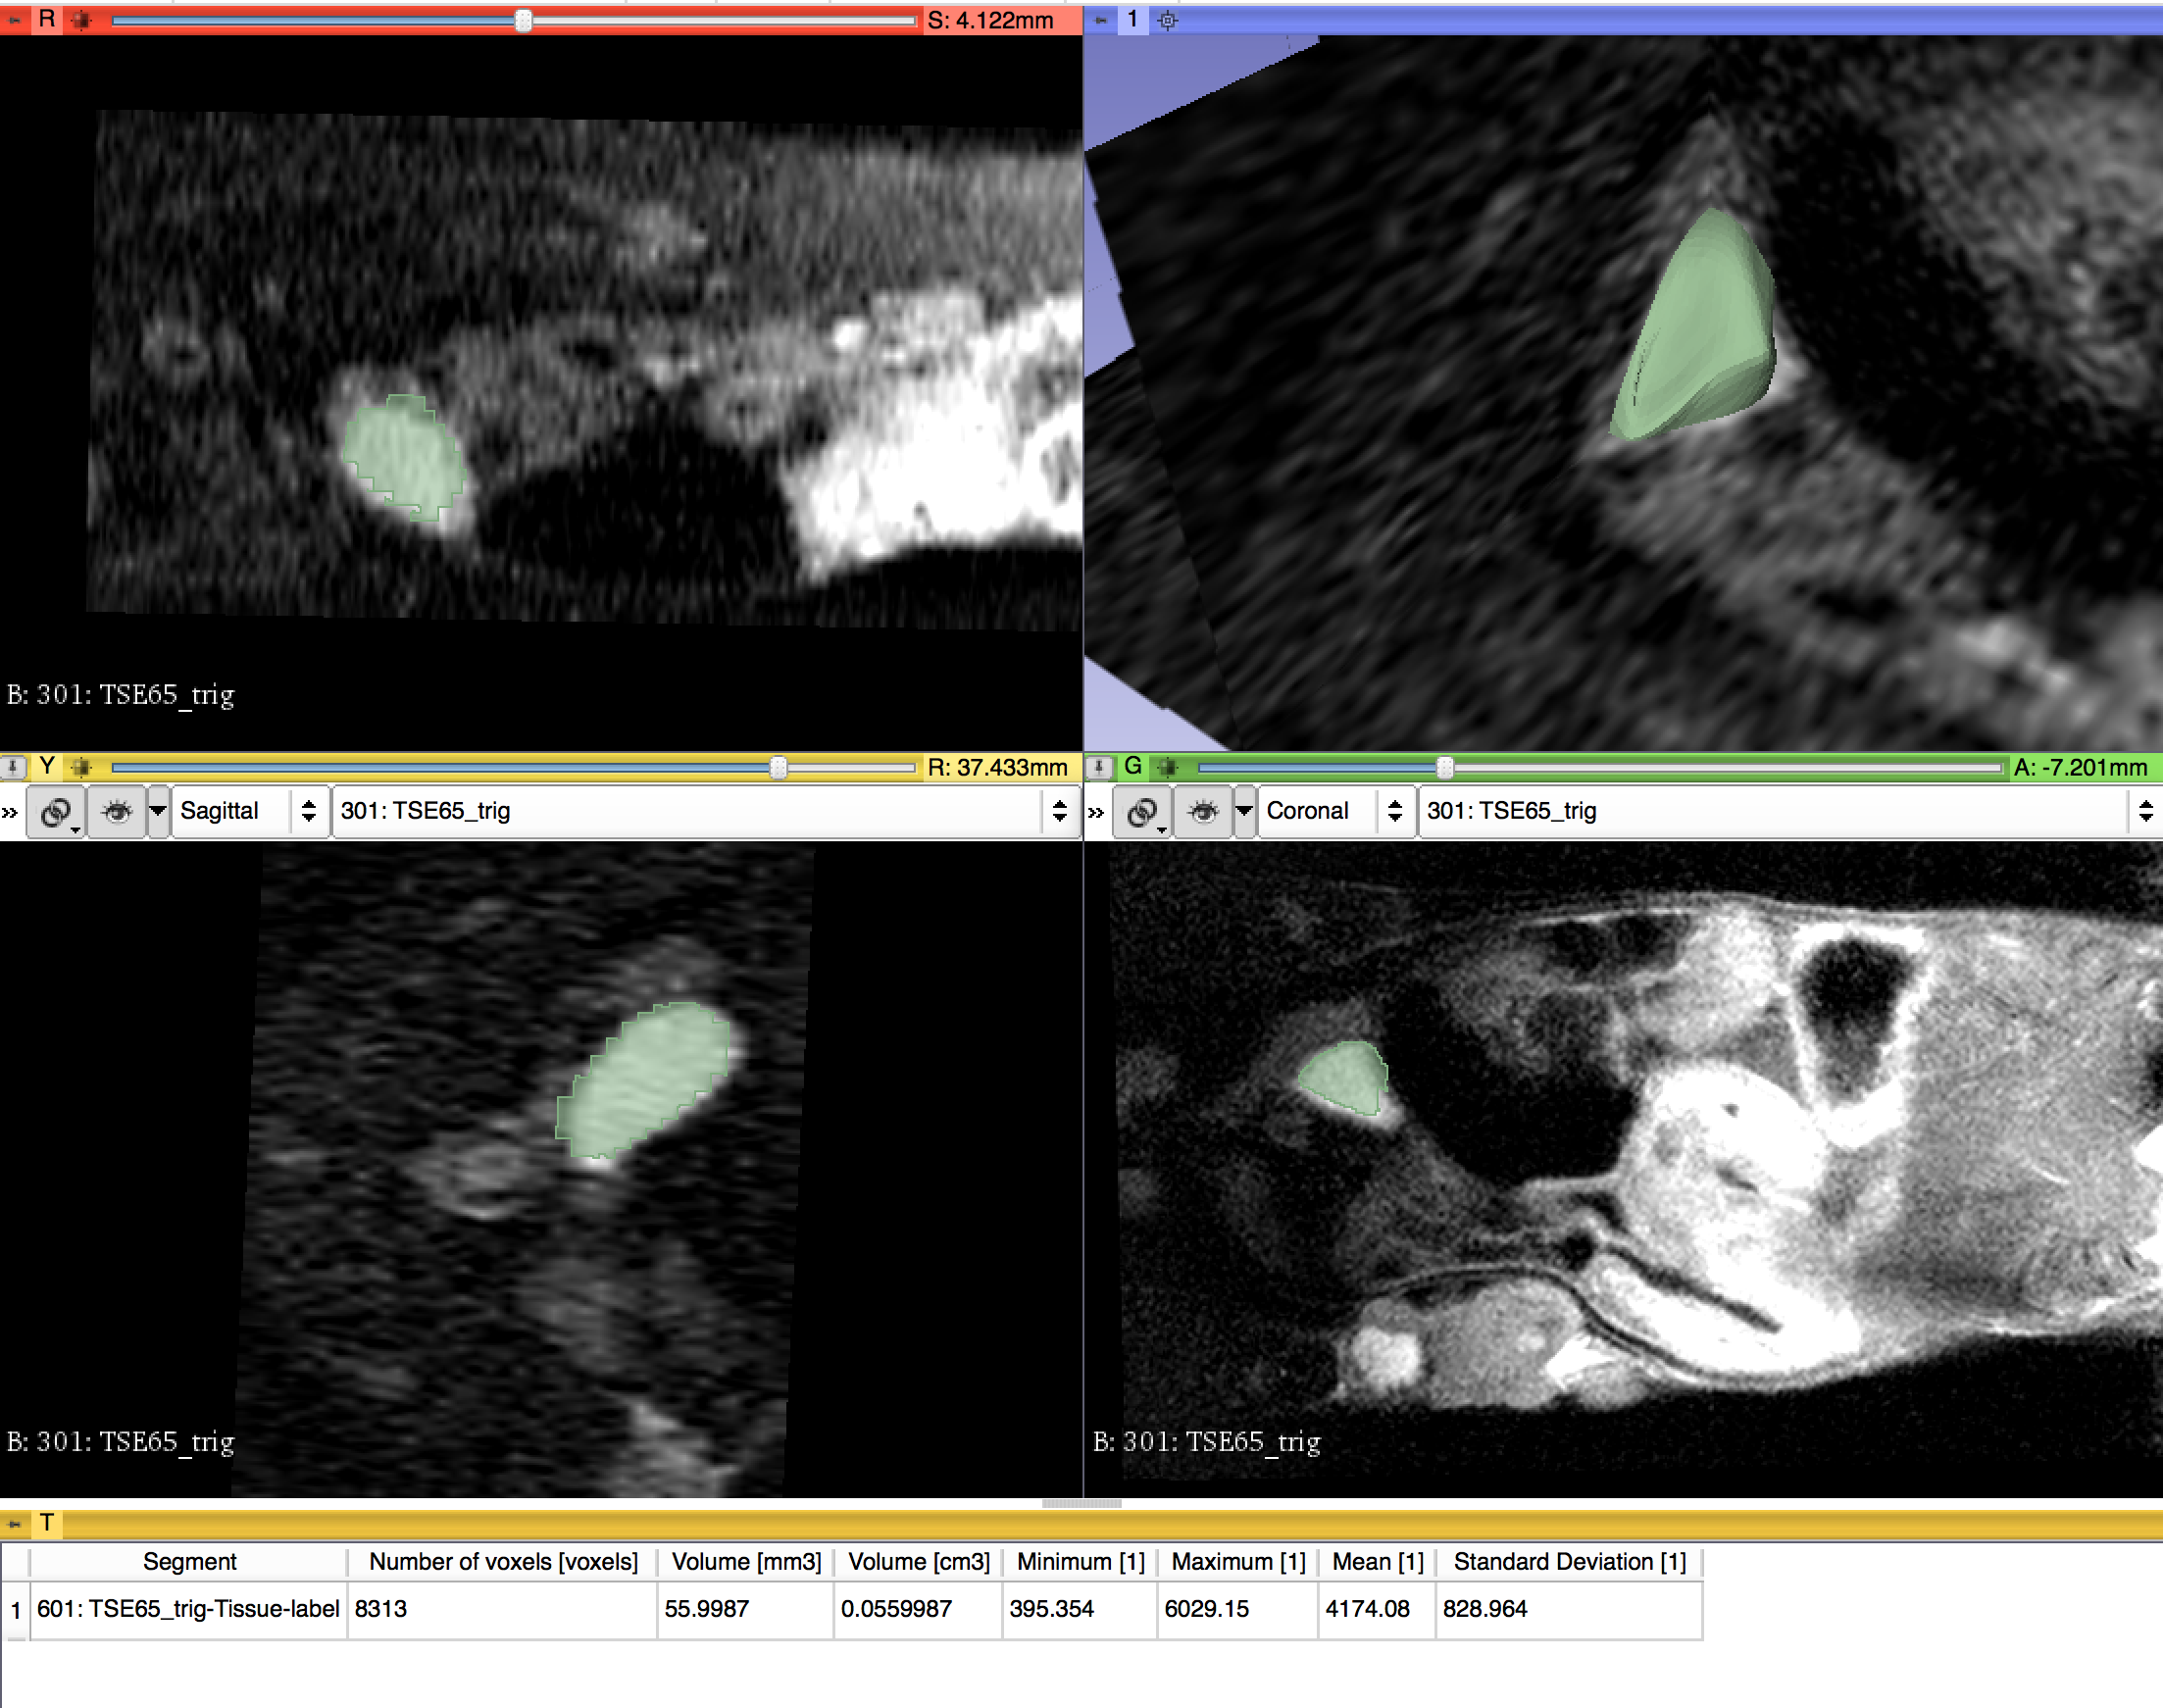 R S: 4.122mm
1
B: 301: TSE65_trig
Y R: 37.433mm
G A: -7.201mm
» Sagittal 301: TSE65_trig
» Coronal 301: TSE65_trig
B: 301: TSE65_trig
B: 301: TSE65_trig
T
Segment Number of voxels [voxels] Volume [mm3] Volume [cm3] Minimum [1] Maximum [1] Mean [1] Standard Deviation [1]
1 601: TSE65_trig-Tissue-label 8313 55.9987 0.0559987 395.354 6029.15 4174.08 828.964